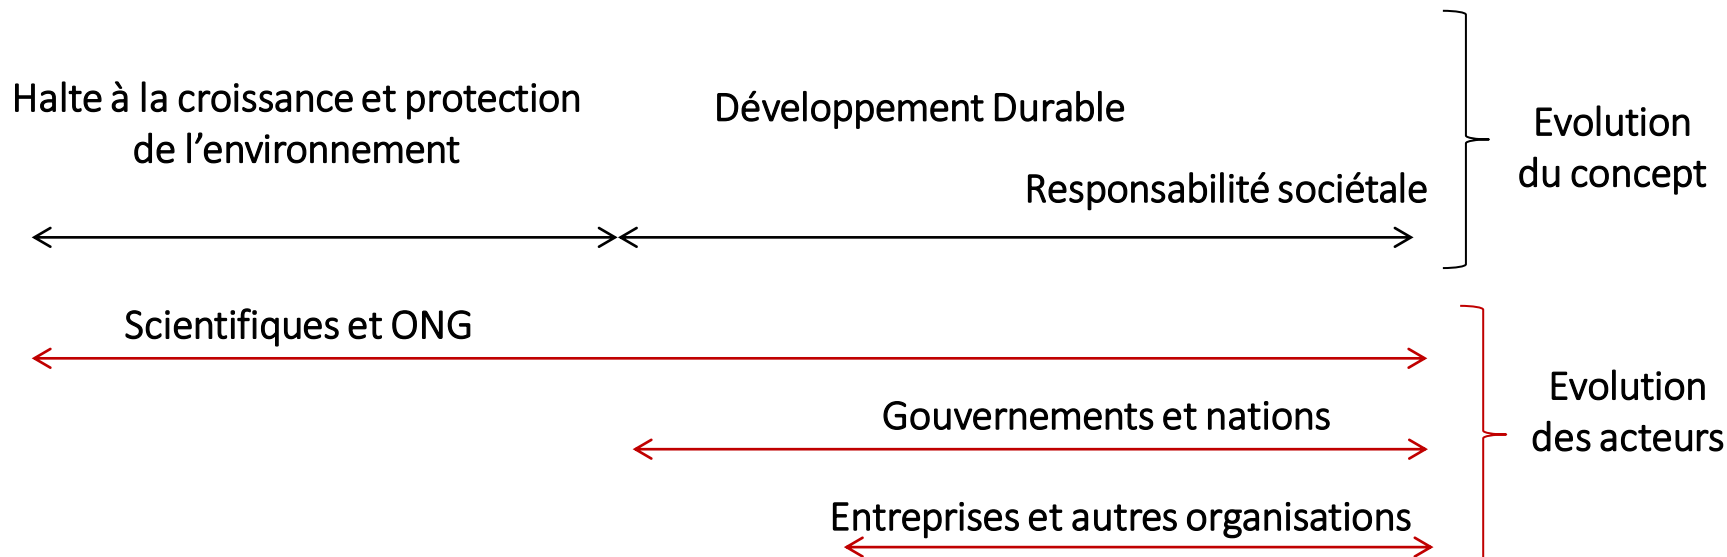 Halte à la croissance et protection
de l’environnement
Développement Durable
Responsabilité sociétale
Evolution
du concept
Scientifiques et ONG
Gouvernements et nations
Entreprises et autres organisations
Evolution
des acteurs